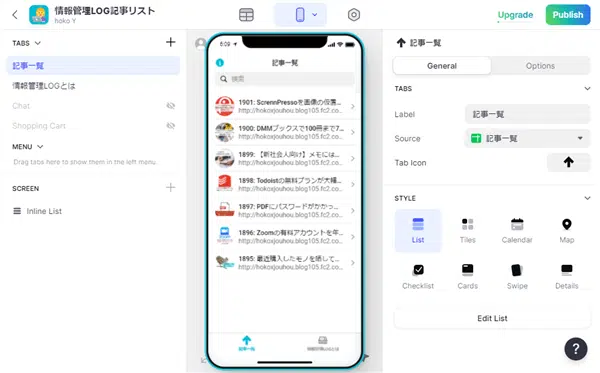 情報管理LOG記事リスト
hoko Y
Upgrade
Publish
TABS
記事一覧
情報管理LOGとは
Chat
Shopping Cart
MENU
Drag tabs here to show them in the left menu.
SCREEN
Inline List
6:09
記事一覧
検索
1901: ScrennPressoを画像の位置...
http://hokoxjouhou.blog105.fc2.co...
1900: DMMブックスで100冊まで7...
http://hokoxjouhou.blog105.fc2.co...
1899: 【新社会人向け】メモには...
http://hokoxjouhou.blog105.fc2.co...
1898: Todoistの無料プランが大幅...
http://hokoxjouhou.blog105.fc2.co...
1897: PDFにパスワードがかかっ...
http://hokoxjouhou.blog105.fc2.co...
1896: Zoomの有料アカウントを年...
http://hokoxjouhou.blog105.fc2.co...
1895: 最近購入したモノを晒して...
http://hokoxjouhou.blog105.fc2.co...
記事一覧
情報管理LOGとは
記事一覧
General
Options
TABS
Label
記事一覧
Source
記事一覧
Tab Icon
STYLE
List
Tiles
Calendar
Map
Checklist
Cards
Swipe
Details
Edit List
?